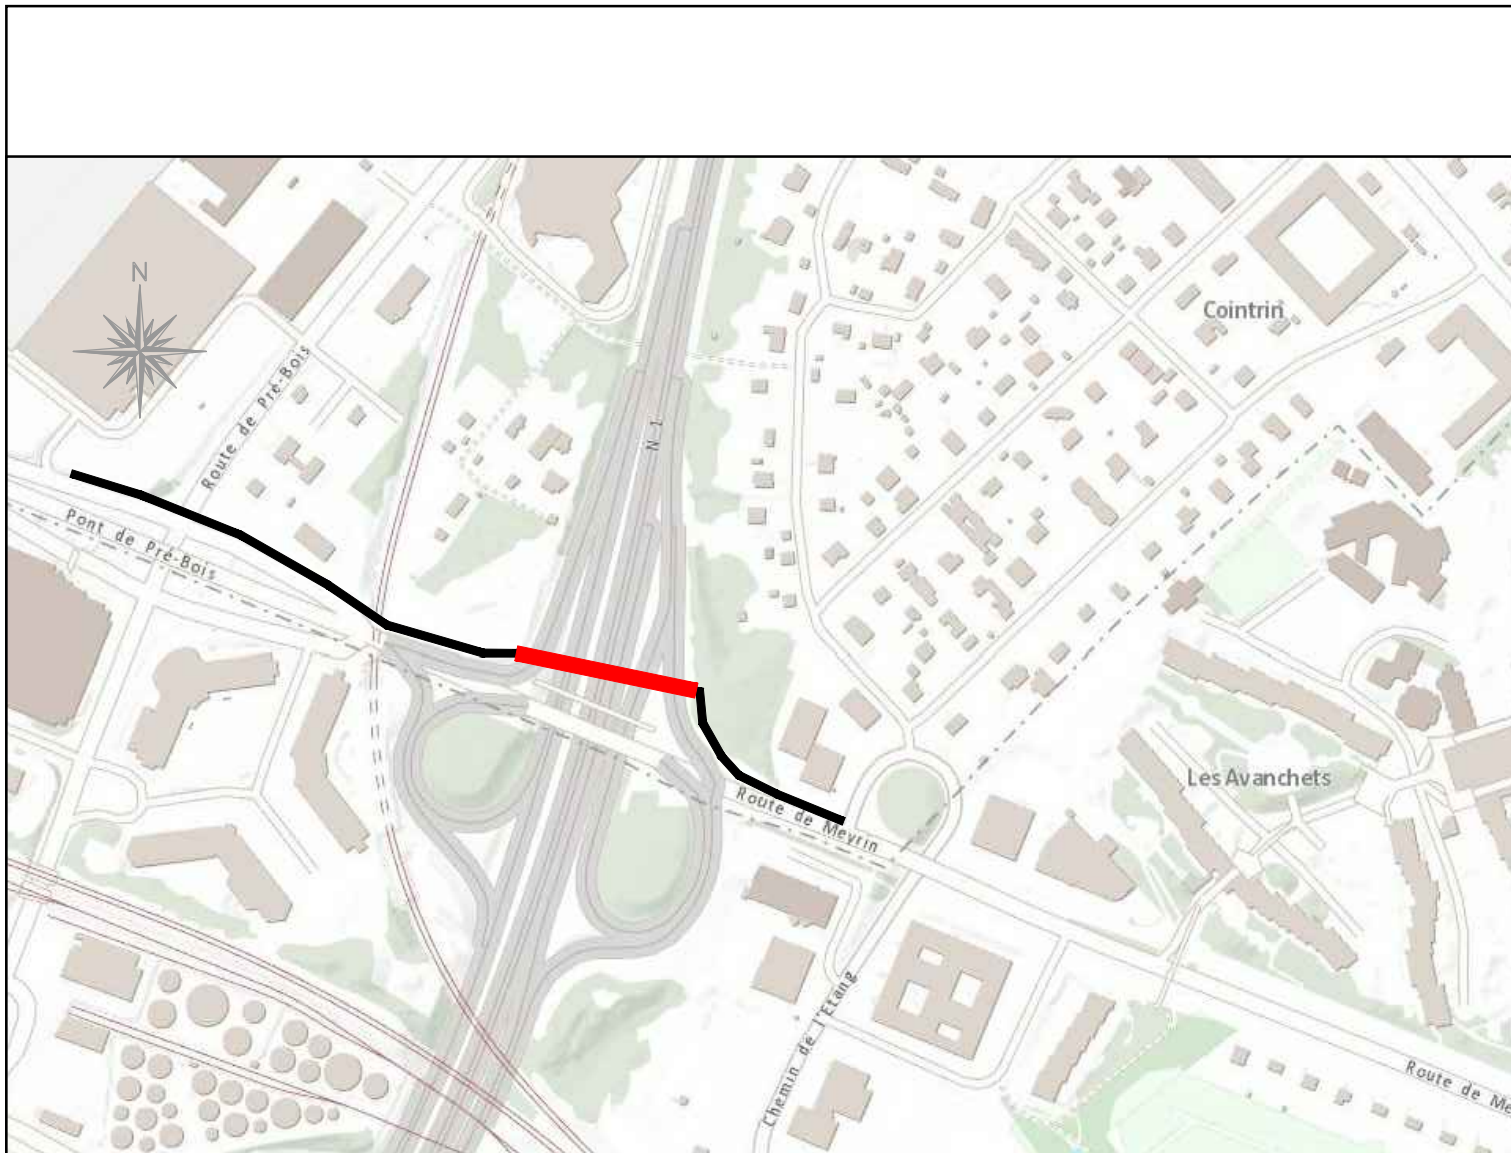 N
Cointrin
Route de Pré-Bois
N 1
Pont de Pré-Bois
Les Avanchets
Route de Meyrin
Chemin de l'Etang
Route de Me